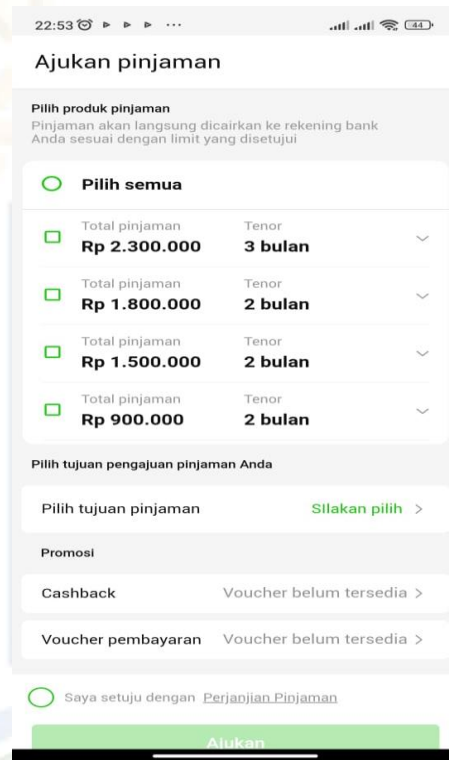 22:53
44
Ajukan pinjaman
Pilih produk pinjaman
Pinjaman akan langsung dicairkan ke rekening bank
Anda sesuai dengan limit yang disetujui
Pilih semua
Total pinjaman Tenor
Rp 2.300.000 3 bulan
Total pinjaman Tenor
Rp 1.800.000 2 bulan
Total pinjaman Tenor
Rp 1.500.000 2 bulan
Total pinjaman Tenor
Rp 900.000 2 bulan
Pilih tujuan pengajuan pinjaman Anda
Pilih tujuan pinjaman SIlakan pilih >
Promosi
Cashback Voucher belum tersedia >
Voucher pembayaran Voucher belum tersedia >
Saya setuju dengan Perjanjian Pinjaman
Ajukan